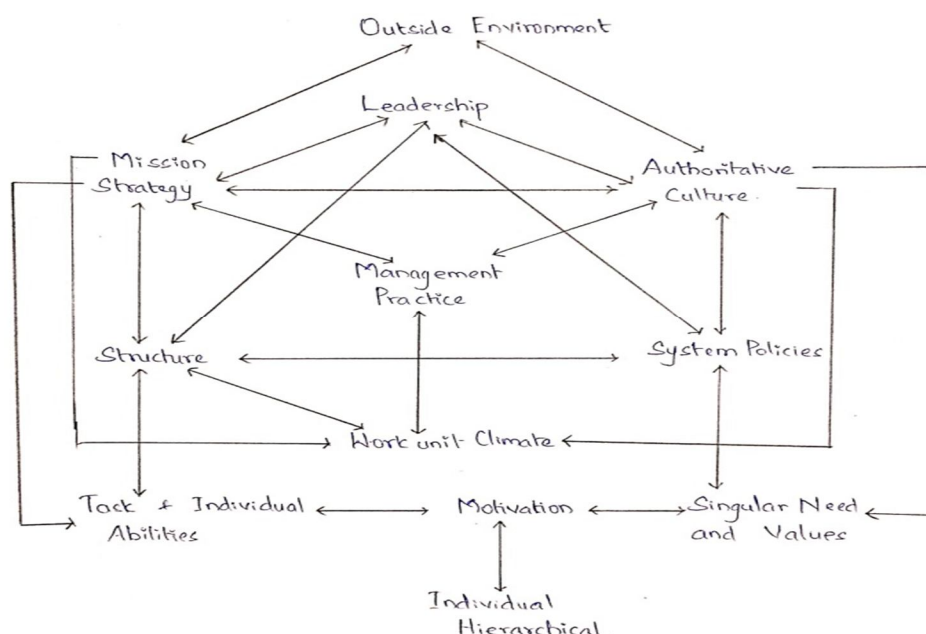 Outside Environment
Leadership
Mission
Strategy
Authoritative
Culture.
Management
Practice
Structure
System Policies
Work unit Climate
Tack & Individual
Abilities
Motivation
Singular Need
and Values
Individual
Hierarchical